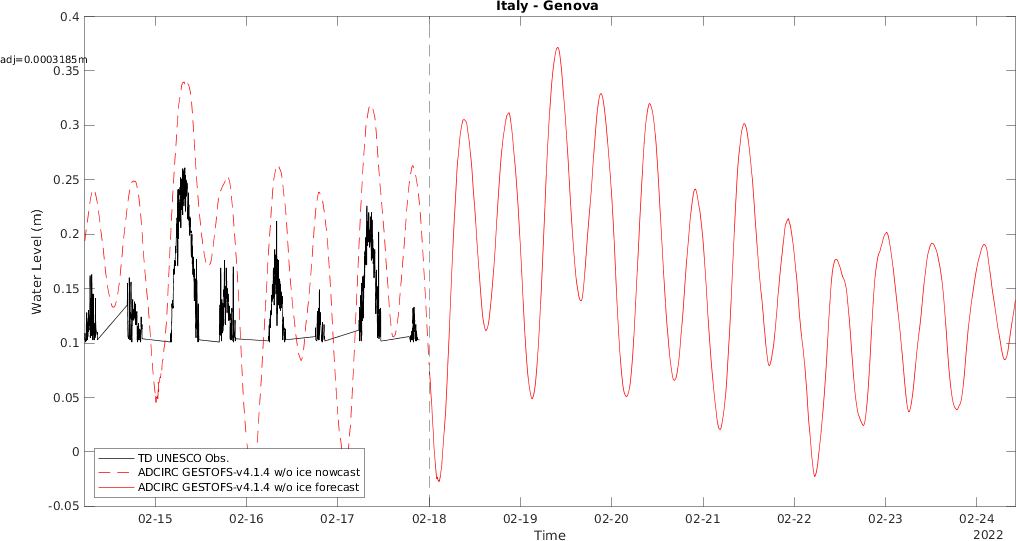 Italy - Genova
adj=0.0003185m
0.4
0.35
0.3
0.25
0.2
0.15
0.1
0.05
0
-0.05
Water Level (m)
TD UNESCO Obs.
ADCIRC GESTOFS-v4.1.4 w/o ice nowcast
ADCIRC GESTOFS-v4.1.4 w/o ice forecast
02-15 02-16 02-17 02-18 02-19 02-20 02-21 02-22 02-23 02-24
Time
2022